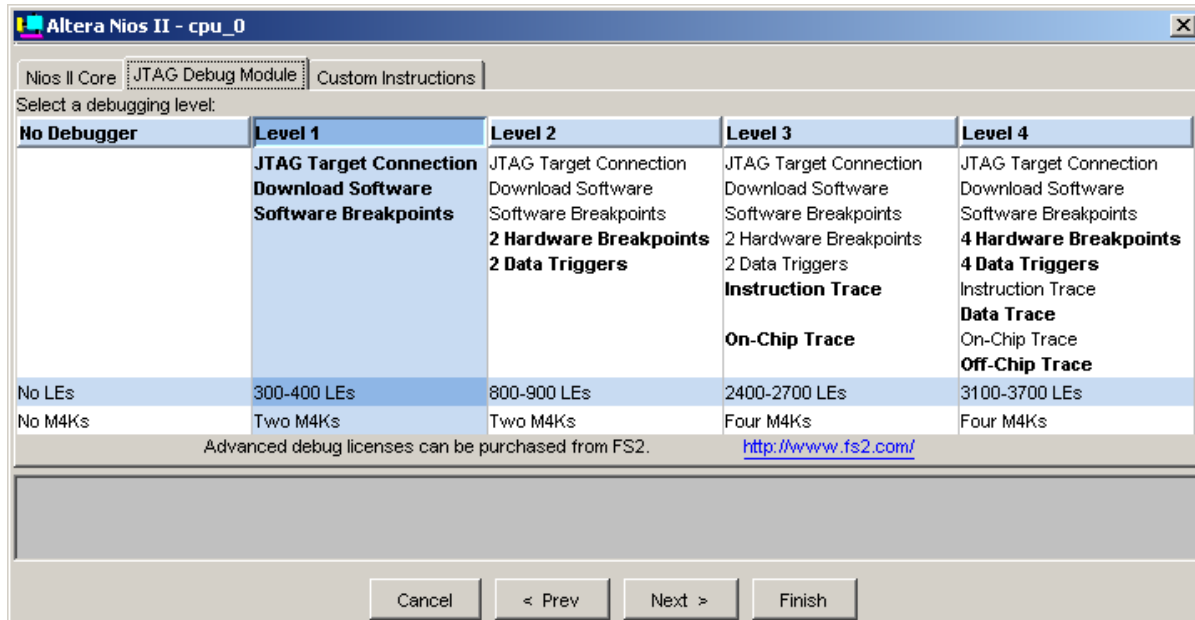 Altera Nios II - cpu_0
Nios II Core JTAG Debug Module Custom Instructions
Select a debugging level:
No Debugger Level 1 Level 2 Level 3 Level 4
JTAG Target Connection JTAG Target Connection JTAG Target Connection JTAG Target Connection
Download Software Download Software Download Software Download Software
Software Breakpoints Software Breakpoints Software Breakpoints Software Breakpoints
2 Hardware Breakpoints 2 Hardware Breakpoints 4 Hardware Breakpoints
2 Data Triggers 2 Data Triggers 4 Data Triggers
Instruction Trace Instruction Trace
Data Trace
On-Chip Trace On-Chip Trace
Off-Chip Trace
No LEs 300-400 LEs 800-900 LEs 2400-2700 LEs 3100-3700 LEs
No M4Ks Two M4Ks Two M4Ks Four M4Ks Four M4Ks
Advanced debug licenses can be purchased from FS2. http://www.fs2.com/
Cancel < Prev Next > Finish